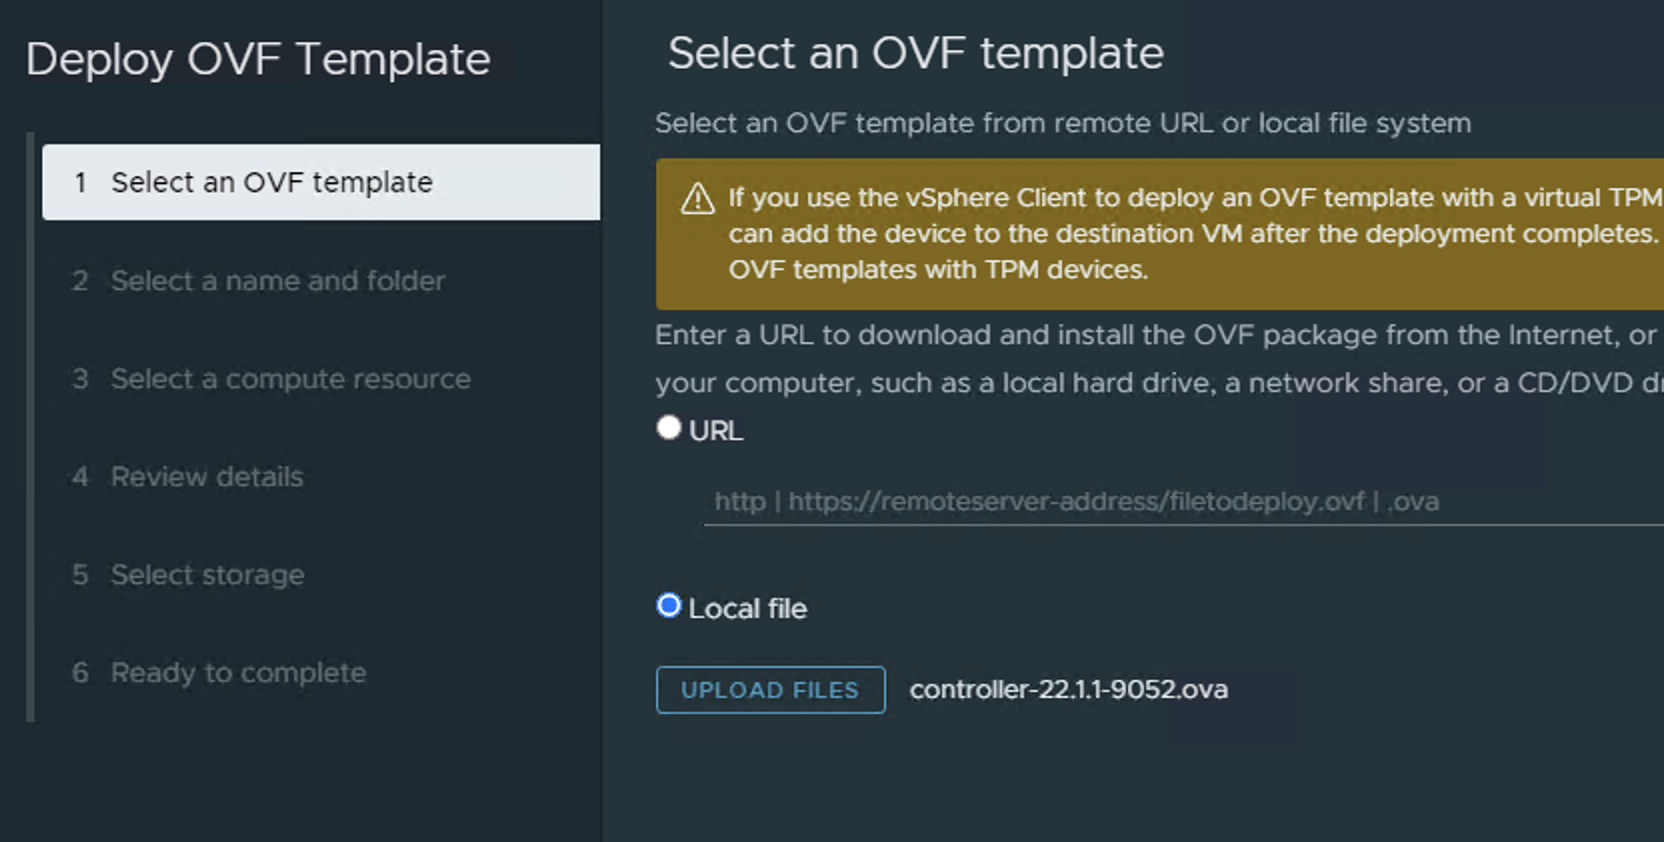 Deploy OVF Template
1 Select an OVF template
2 Select a name and folder
3 Select a compute resource
4 Review details
5 Select storage
6 Ready to complete
Select an OVF template
Select an OVF template from remote URL or local file system
If you use the vSphere Client to deploy an OVF template with a virtual TPM
can add the device to the destination VM after the deployment completes.
OVF templates with TPM devices.
Enter a URL to download and install the OVF package from the Internet, or
your computer, such as a local hard drive, a network share, or a CD/DVD
URL
http | https://remoteserver-address/filetodeploy.ovf | .ova
Local file
UPLOAD FILES controller-22.1.1-9052.ova